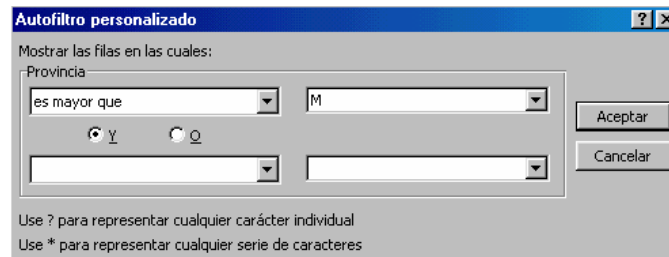 Autofiltro personalizado
Mostrar las filas en las cuales:
Provincia
es mayor que M
Y O
Aceptar
Cancelar
Use ? para representar cualquier carácter individual
Use * para representar cualquier serie de caracteres